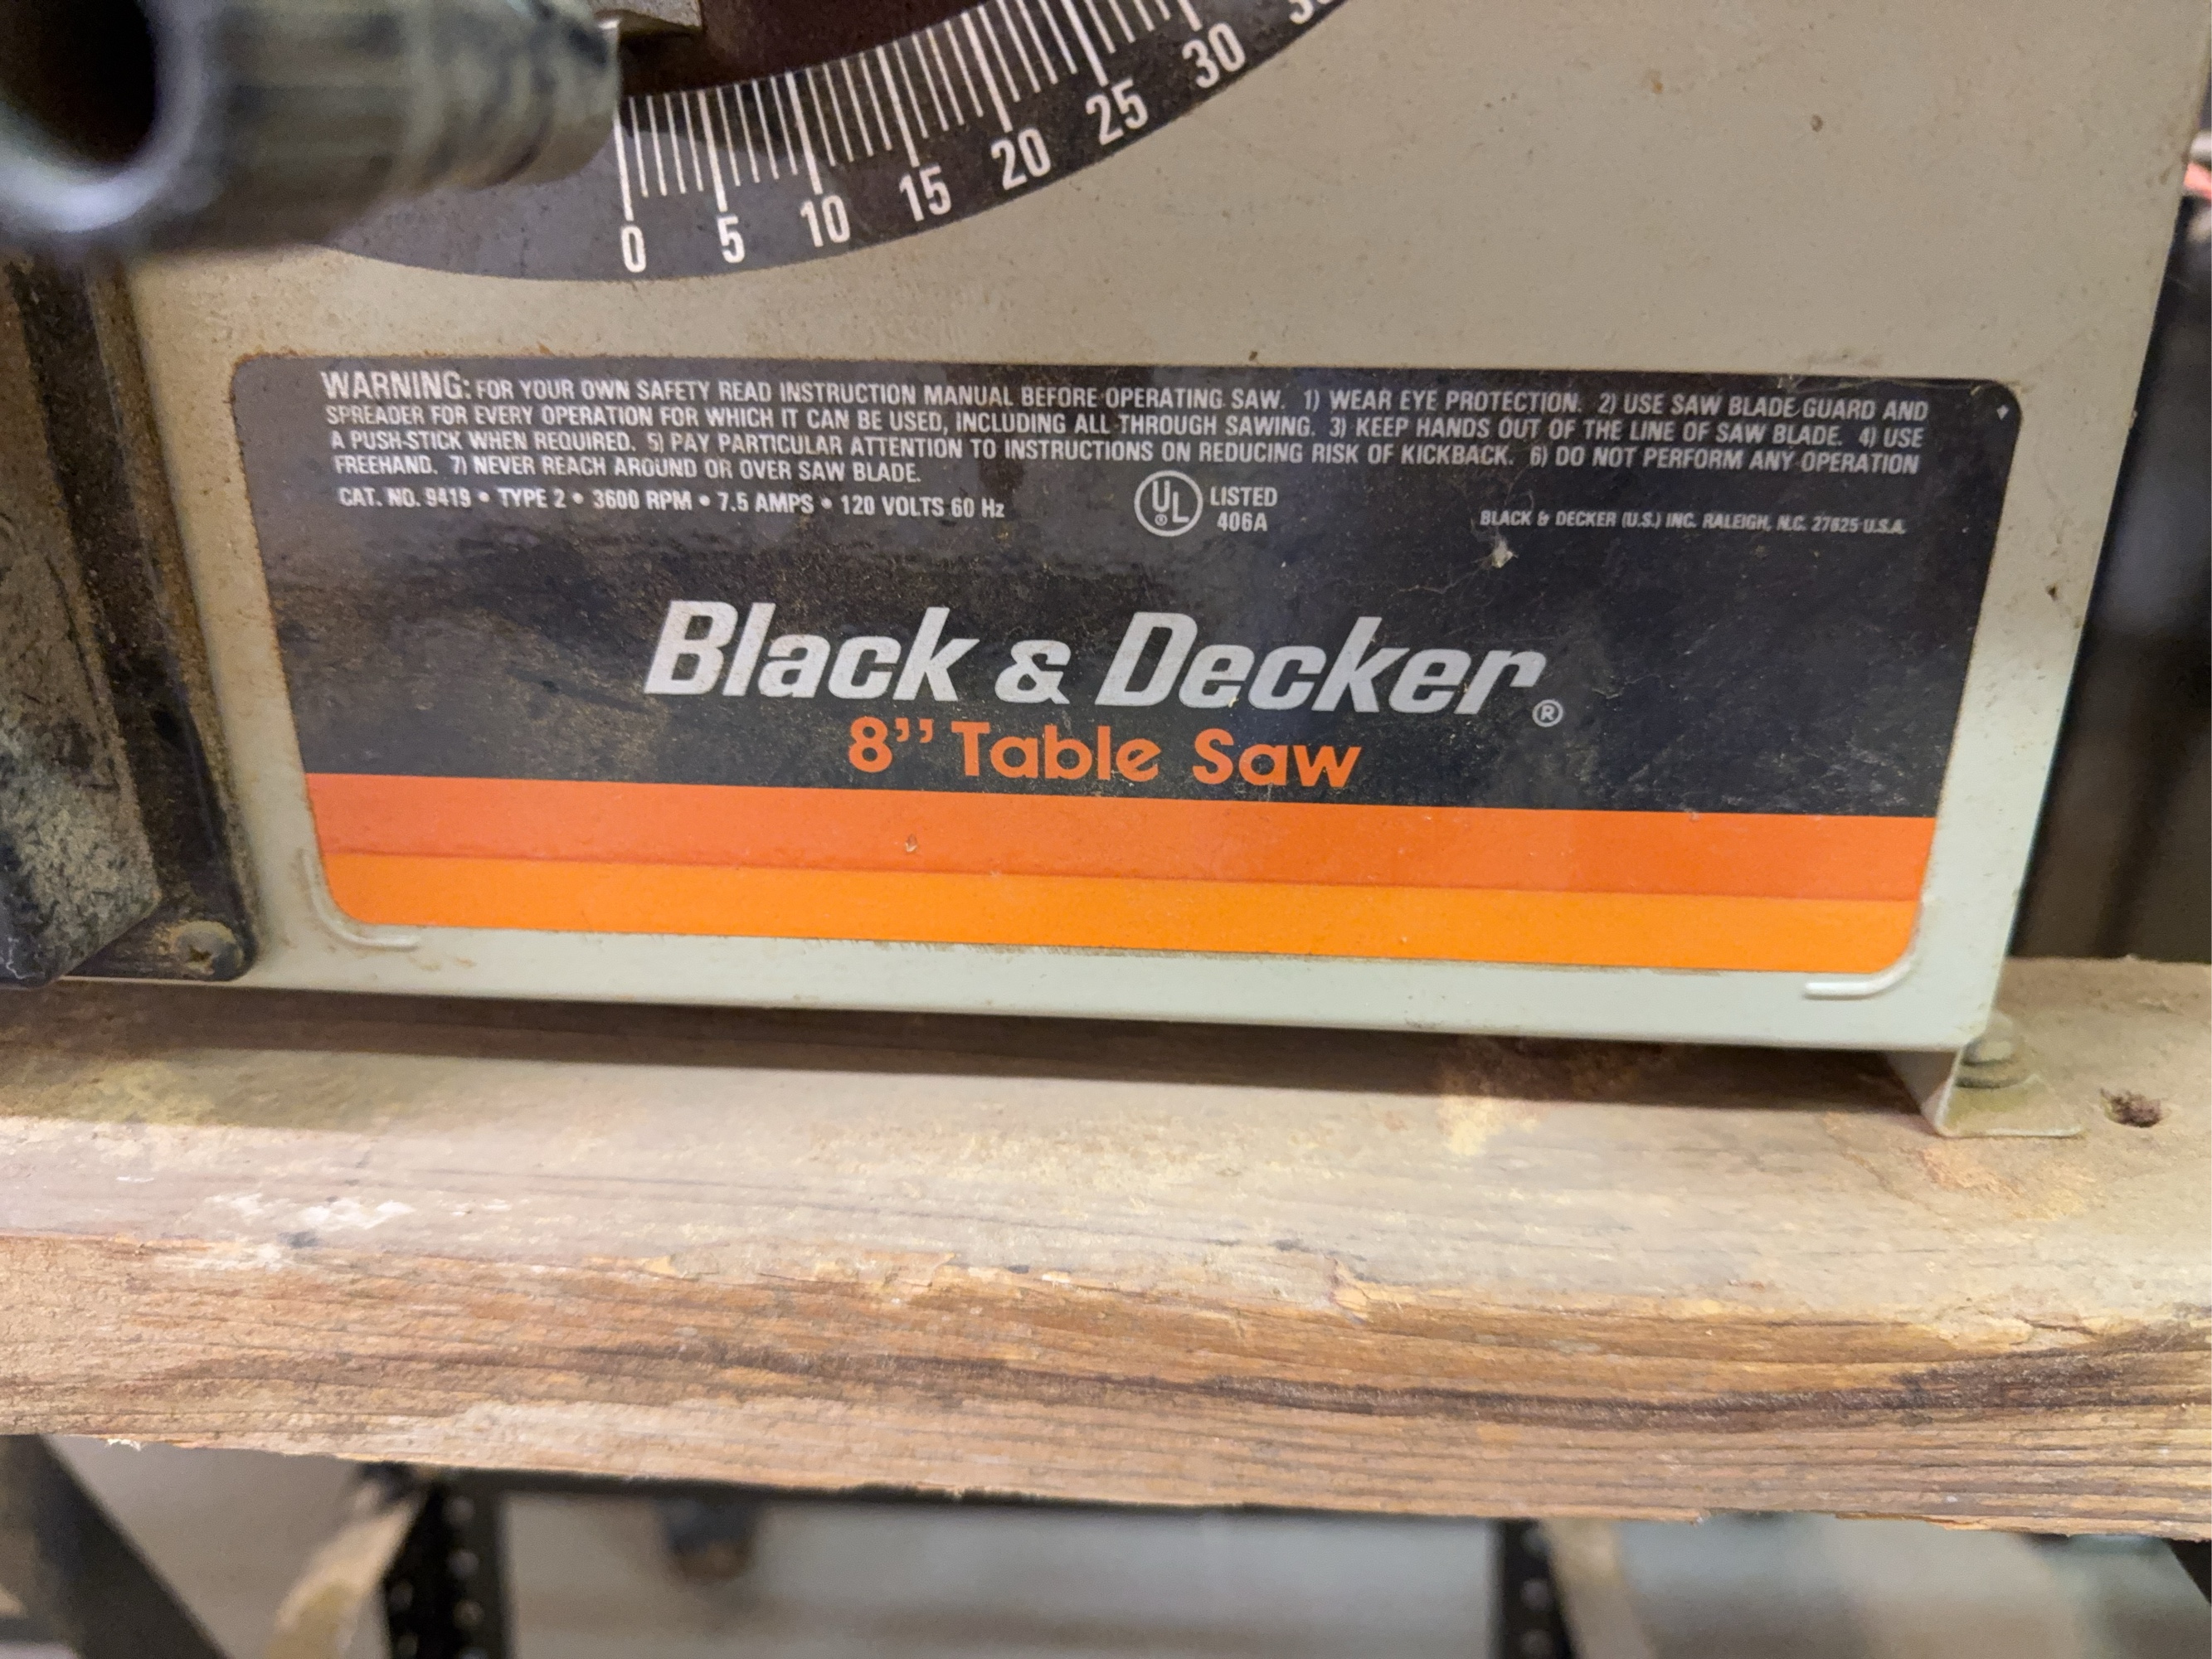 0 5 10 15 20 25 30
WARNING: FOR YOUR OWN SAFETY READ INSTRUCTION MANUAL BEFORE OPERATING SAW. 1) WEAR EYE PROTECTION. 2) USE SAW BLADE GUARD AND
SPREADER FOR EVERY OPERATION FOR WHICH IT CAN BE USED, INCLUDING ALL THROUGH SAWING. 3) KEEP HANDS OUT OF THE LINE OF SAW BLADE. 4) USE
A PUSH-STICK WHEN REQUIRED. 5) PAY PARTICULAR ATTENTION TO INSTRUCTIONS ON REDUCING RISK OF KICKBACK. 6) DO NOT PERFORM ANY OPERATION
FREEHAND. 7) NEVER REACH AROUND OR OVER SAW BLADE.
CAT. NO. 9419 • TYPE 2 • 3600 RPM • 7.5 AMPS • 120 VOLTS 60 Hz
UL® LISTED
406A
BLACK & DECKER (U.S.) INC. RALEIGH, N.C. 27625 U.S.A.
Black & Decker®
8” Table Saw